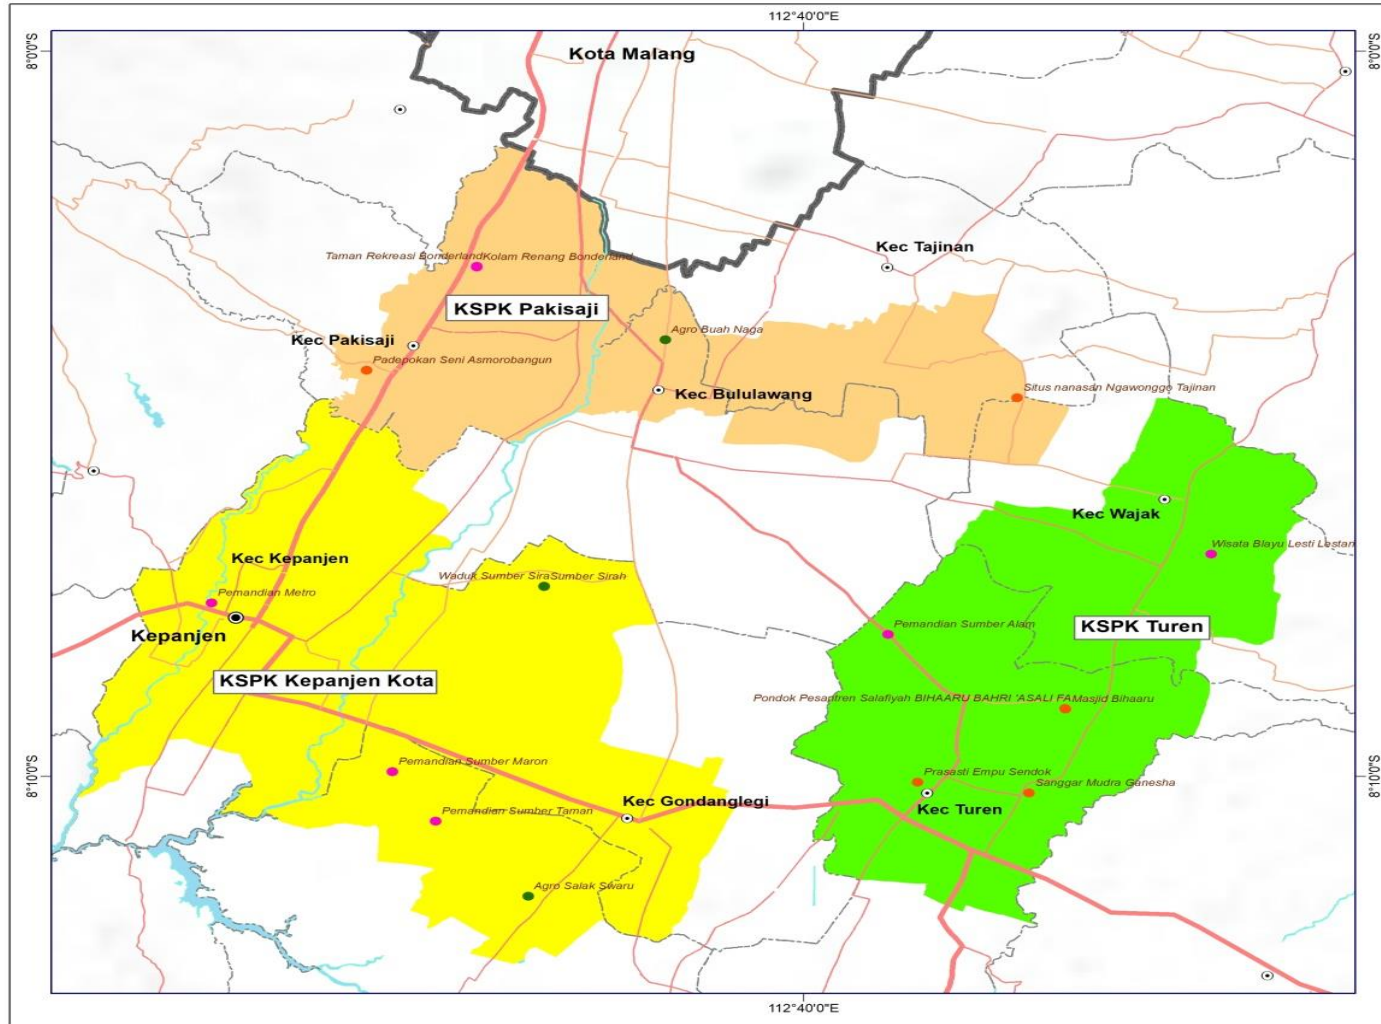 112°40'0"E
8°0'0"S
8°0'0"S
Kota Malang
Kec Tajinan
Taman Rekreasi Bonderland
Kolam Renang Bonderland
KSPK Pakisaji
Agro Buah Naga
Kec Pakisaji
Padepokan Seni Asmorobangun
Situs nanasan Ngawonggo Tajinan
Kec Bululawang
Kec Wajak
Wisata Blayu Lesti Lestari
Kec Kepanjen
Waduk Sumber Sira
Sumber Sirah
Pemandian Metro
Kepanjen
KSPK Turen
Pemandian Sumber Alam
KSPK Kepanjen Kota
Pondok Pesantren Salafiyah BIHAARU BAHRI 'ASALI FA
Masjid Bihaaru
Pemandian Sumber Maron
Prasasti Empu Sendok
Sanggar Mudra Ganesha
8°10'0"S
8°10'0"S
Kec Gondanglegi
Kec Turen
Pemandian Sumber Taman
Agro Salak Swaru
112°40'0"E